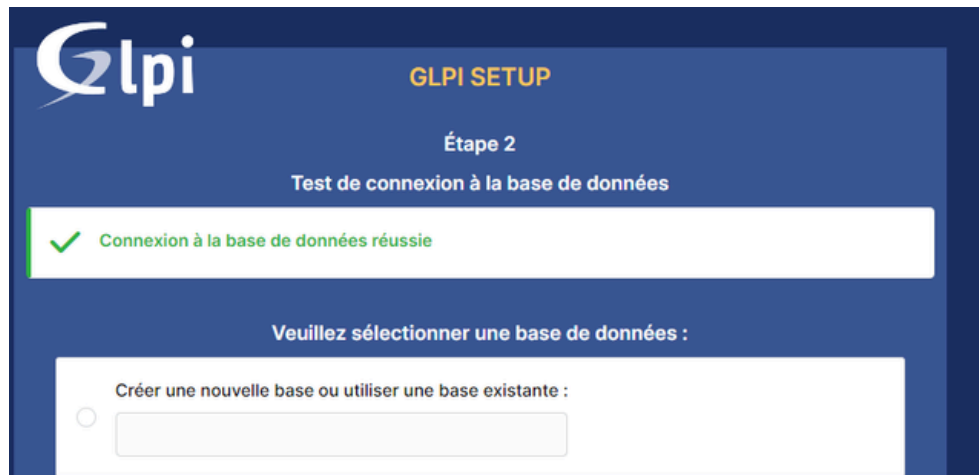 Glpi
GLPI SETUP
Étape 2
Test de connexion à la base de données
Connexion à la base de données réussie
Veuillez sélectionner une base de données :
Créer une nouvelle base ou utiliser une base existante :